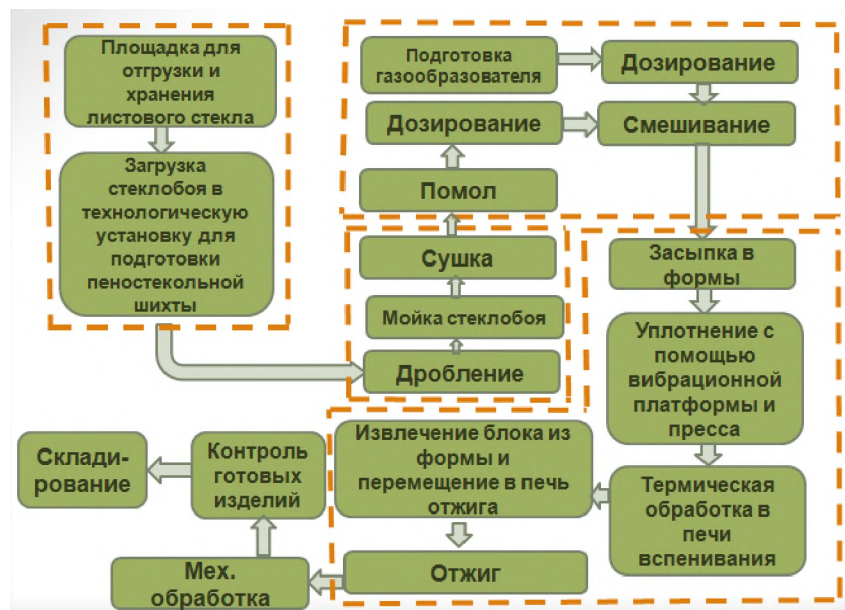 Площадка для
отгрузки и
хранения
листового стекла
Загрузка
стеклобоя в
технологическую
установку для
подготовки
пеностекольной
шихты
Подготовка
газообразователя
Дозирование
Дозирование
Смешивание
Помол
Сушка
Мойка стеклобоя
Дробление
Засыпка в
формы
Уплотнение с
помощью
вибрационной
платформы и
пресса
Термическая
обработка в
печи
вспенивания
Извлечение блока из
формы и
перемещение в печь
отжига
Отжиг
Мех.
обработка
Контроль
готовых
изделий
Склади-
рование